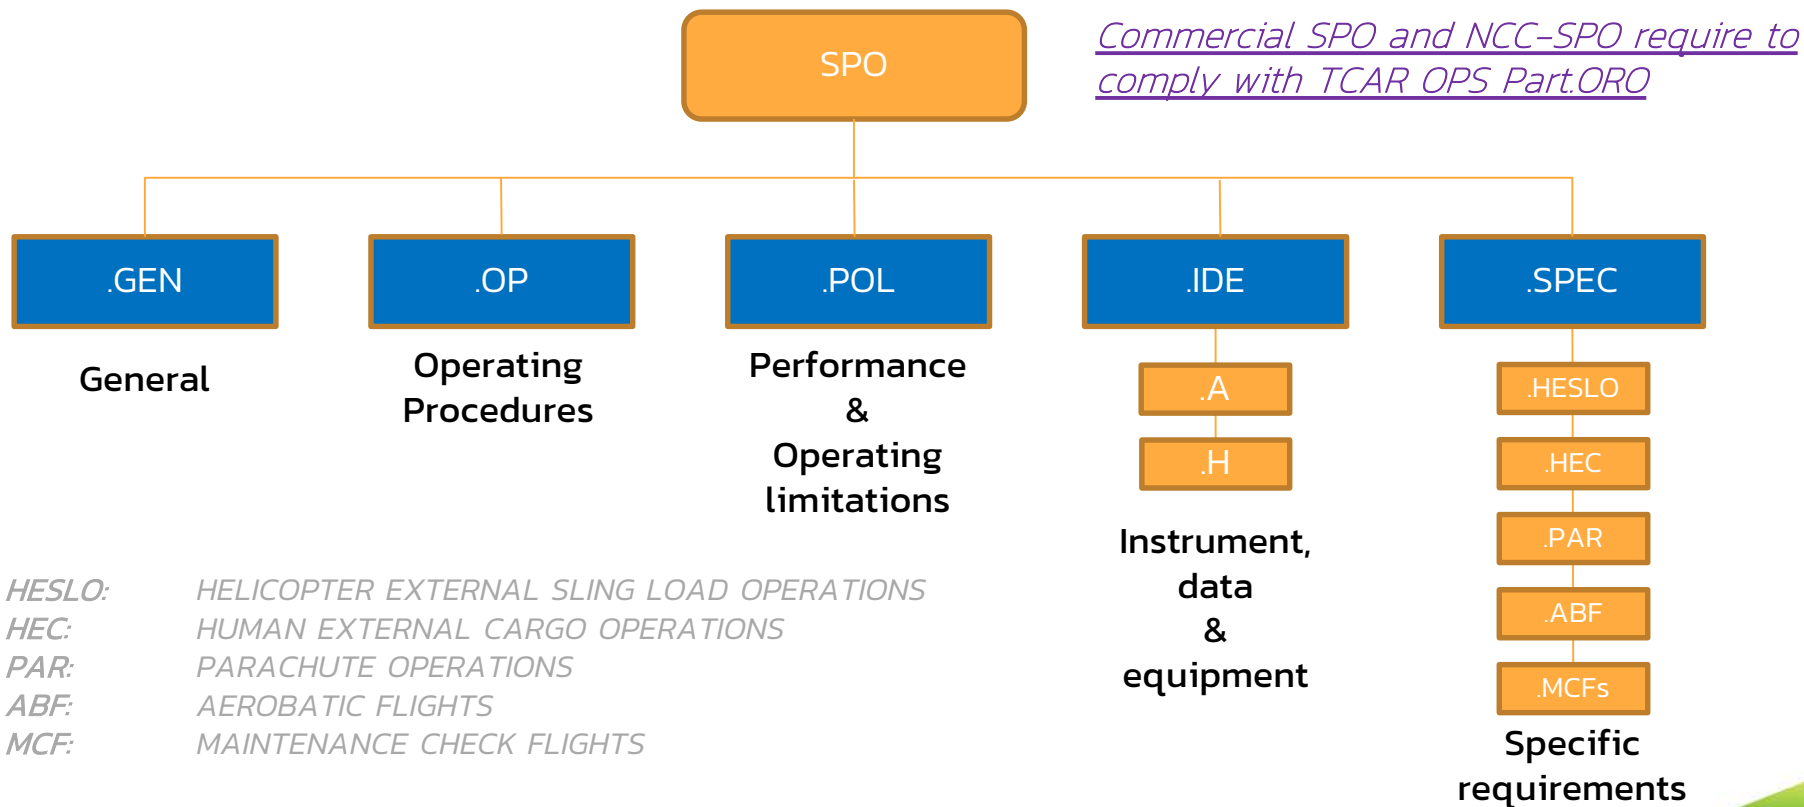 SPO
Commercial SPO and NCC-SPO require to
comply with TCAR OPS Part.ORO
.GEN
.OP
.POL
.IDE
.SPEC
General
Operating
Procedures
Performance
&
Operating
limitations
.A
.H
Instrument,
data
&
equipment
.HESLO
.HEC
.PAR
.ABF
.MCFs
Specific
requirements
HESLO: HELICOPTER EXTERNAL SLING LOAD OPERATIONS
HEC: HUMAN EXTERNAL CARGO OPERATIONS
PAR: PARACHUTE OPERATIONS
ABF: AEROBATIC FLIGHTS
MCF: MAINTENANCE CHECK FLIGHTS